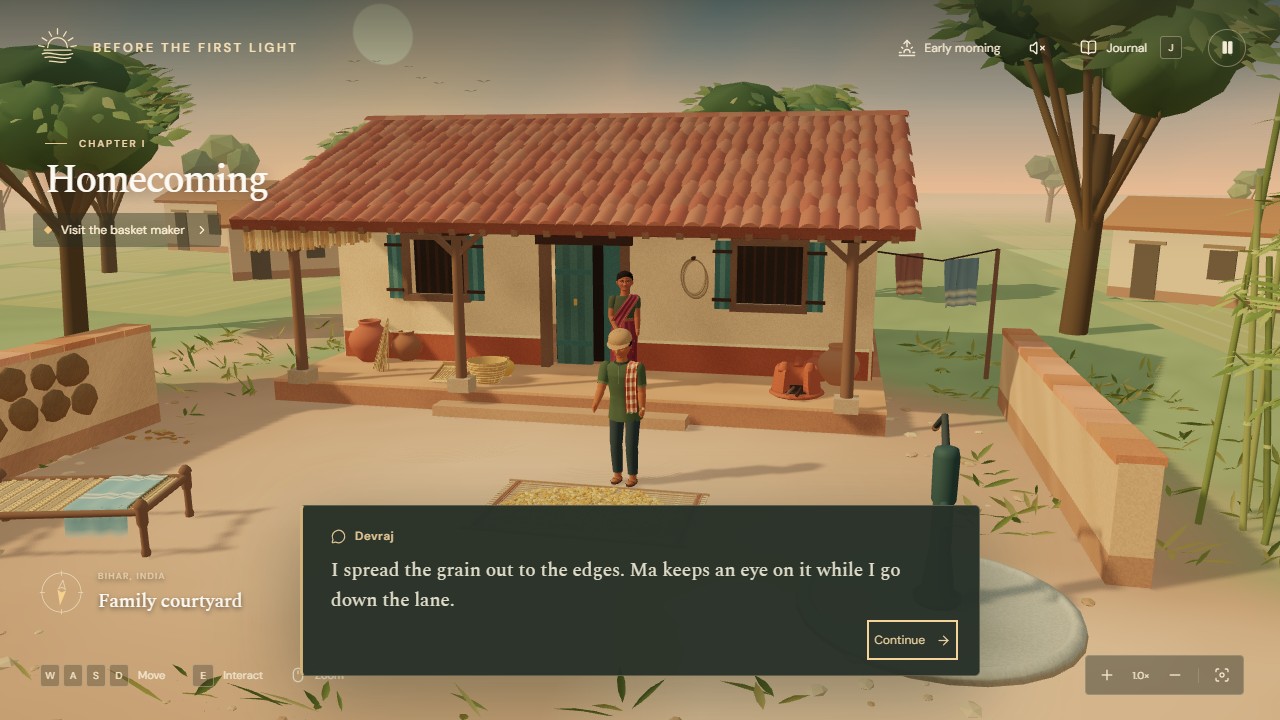 BEFORE THE FIRST LIGHT
Early morning
Journal
J
CHAPTER I
Homecoming
Visit the basket maker
Devraj
I spread the grain out to the edges. Ma keeps an eye on it while I go
down the lane.
Continue
BIHAR, INDIA
Family courtyard
W A S D Move E Interact
1.0×